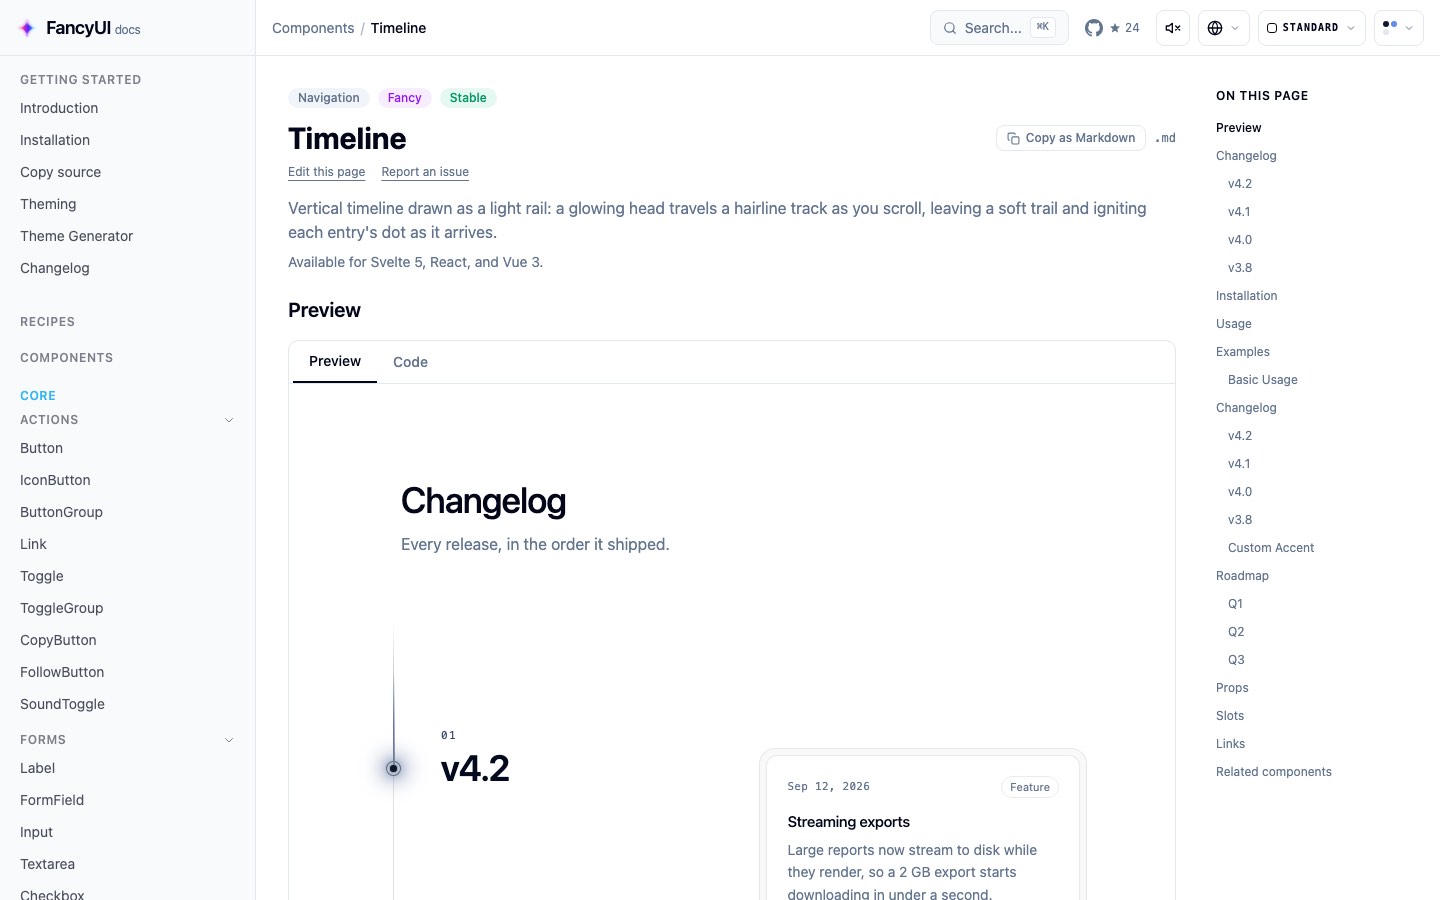 FancyUI docs
Components / Timeline
Search... ⌘K
★ 24
STANDARD
GETTING STARTED
Introduction
Installation
Copy source
Theming
Theme Generator
Changelog
RECIPES
COMPONENTS
CORE
ACTIONS
Button
IconButton
ButtonGroup
Link
Toggle
ToggleGroup
CopyButton
FollowButton
SoundToggle
FORMS
Label
FormField
Input
Textarea
Checkbox
Navigation Fancy Stable
Timeline
Copy as Markdown .md
Edit this page Report an issue
Vertical timeline drawn as a light rail: a glowing head travels a hairline track as you scroll, leaving a soft trail and igniting
each entry's dot as it arrives.
Available for Svelte 5, React, and Vue 3.
Preview
Preview Code
Changelog
Every release, in the order it shipped.
01
v4.2
Sep 12, 2026 Feature
Streaming exports
Large reports now stream to disk while
they render, so a 2 GB export starts
downloading in under a second.
ON THIS PAGE
Preview
Changelog
v4.2
v4.1
v4.0
v3.8
Installation
Usage
Examples
Basic Usage
Changelog
v4.2
v4.1
v4.0
v3.8
Custom Accent
Roadmap
Q1
Q2
Q3
Props
Slots
Links
Related components